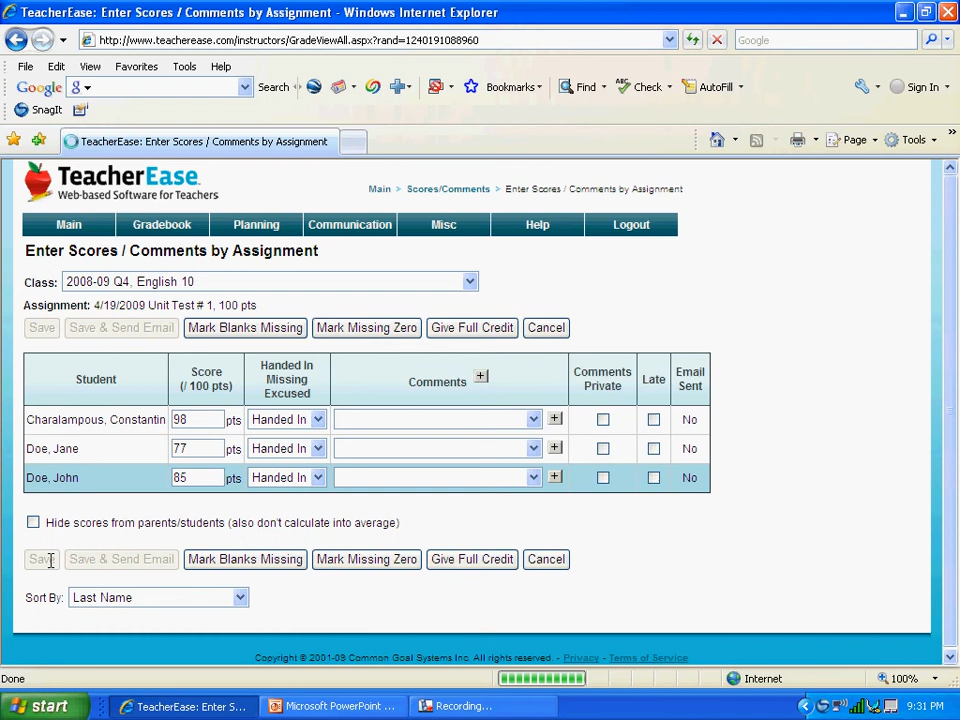 TeacherEase: Enter Scores / Comments by Assignment - Windows Internet Explorer
http://www.teacherease.com/instructors/GradeViewAll.aspx?rand=1240191088960
Google
File Edit View Favorites Tools Help
Google g Search Bookmarks Find Check AutoFill Sign In
SnagIt
TeacherEase: Enter Scores / Comments by Assignment Page Tools
TeacherEase
Web-based Software for Teachers
Main > Scores/Comments > Enter Scores / Comments by Assignment
Main Gradebook Planning Communication Misc Help Logout
Enter Scores / Comments by Assignment
Class: 2008-09 Q4, English 10
Assignment: 4/19/2009 Unit Test # 1, 100 pts
Save Save & Send Email Mark Blanks Missing Mark Missing Zero Give Full Credit Cancel
Student Score (/ 100 pts) Handed In Missing Excused Comments + Comments Private Late Email Sent
Charalampous, Constantin 98 pts Handed In + No
Doe, Jane 77 pts Handed In + No
Doe, John 85 pts Handed In + No
Hide scores from parents/students (also don't calculate into average)
Save Save & Send Email Mark Blanks Missing Mark Missing Zero Give Full Credit Cancel
Sort By: Last Name
Copyright © 2001-09 Common Goal Systems Inc. All rights reserved. - Privacy - Terms of Service
Done Internet 100%
start TeacherEase: Enter S... Microsoft PowerPoint ... Recording... 9:31 PM